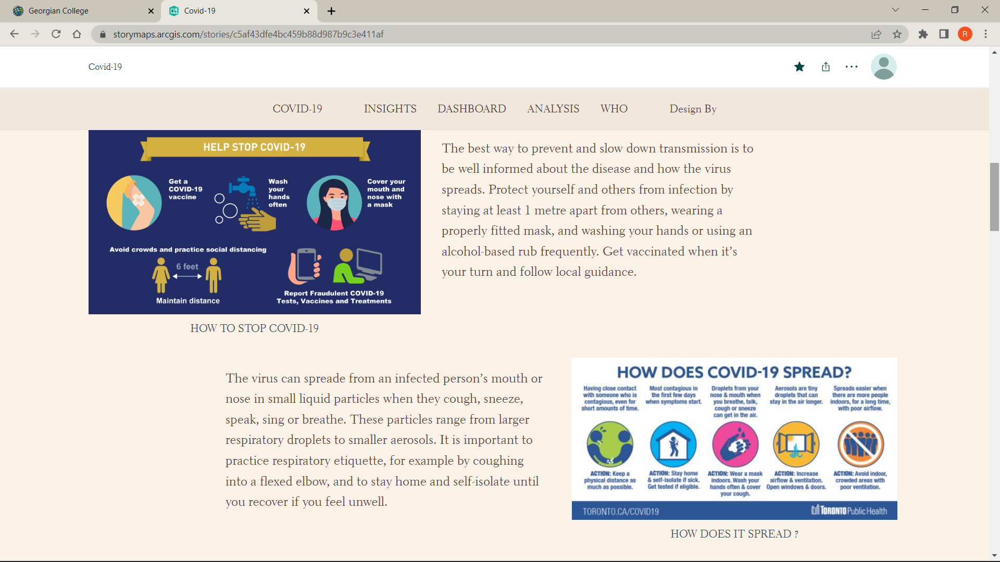 Georgian College
Covid-19
storymaps.arcgis.com/stories/c5af43dfe4bc459b88d987b9c3e411af
R
Covid-19
COVID-19 INSIGHTS DASHBOARD ANALYSIS WHO Design By
HELP STOP COVID-19
Get a
COVID-19
vaccine
Wash
your
hands
often
Cover your
mouth and
nose with
a mask
Avoid crowds and practice social distancing
6 feet
Maintain distance
Report Fraudulent COVID-19
Tests, Vaccines and Treatments
HOW TO STOP COVID-19
The best way to prevent and slow down transmission is to
be well informed about the disease and how the virus
spreads. Protect yourself and others from infection by
staying at least 1 metre apart from others, wearing a
properly fitted mask, and washing your hands or using an
alcohol-based rub frequently. Get vaccinated when it’s
your turn and follow local guidance.
The virus can spreade from an infected person’s mouth or
nose in small liquid particles when they cough, sneeze,
speak, sing or breathe. These particles range from larger
respiratory droplets to smaller aerosols. It is important to
practice respiratory etiquette, for example by coughing
into a flexed elbow, and to stay home and self-isolate until
you recover if you feel unwell.
HOW DOES COVID-19 SPREAD?
Having close contact
with someone who is
contagious, even for
short amounts of time.
Most contagious in
the first few days
when symptoms start.
Droplets from your
nose & mouth when
you breathe, talk,
cough or sneeze
can get in the air.
Aerosols are tiny
droplets that can
stay in the air longer.
Spreads easier when
there are more people
indoors, for a long time,
with poor airflow.
ACTION: Keep a
physical distance as
much as possible.
ACTION: Stay home
& self-isolate if sick.
Get tested if eligible.
ACTION: Wear a mask
indoors. Wash your
hands often & cover
your cough.
ACTION: Increase
airflow & ventilation.
Open windows & doors.
ACTION: Avoid indoor,
crowded areas with
poor ventilation.
TORONTO.CA/COVID19
TORONTO Public Health
HOW DOES IT SPREAD ?